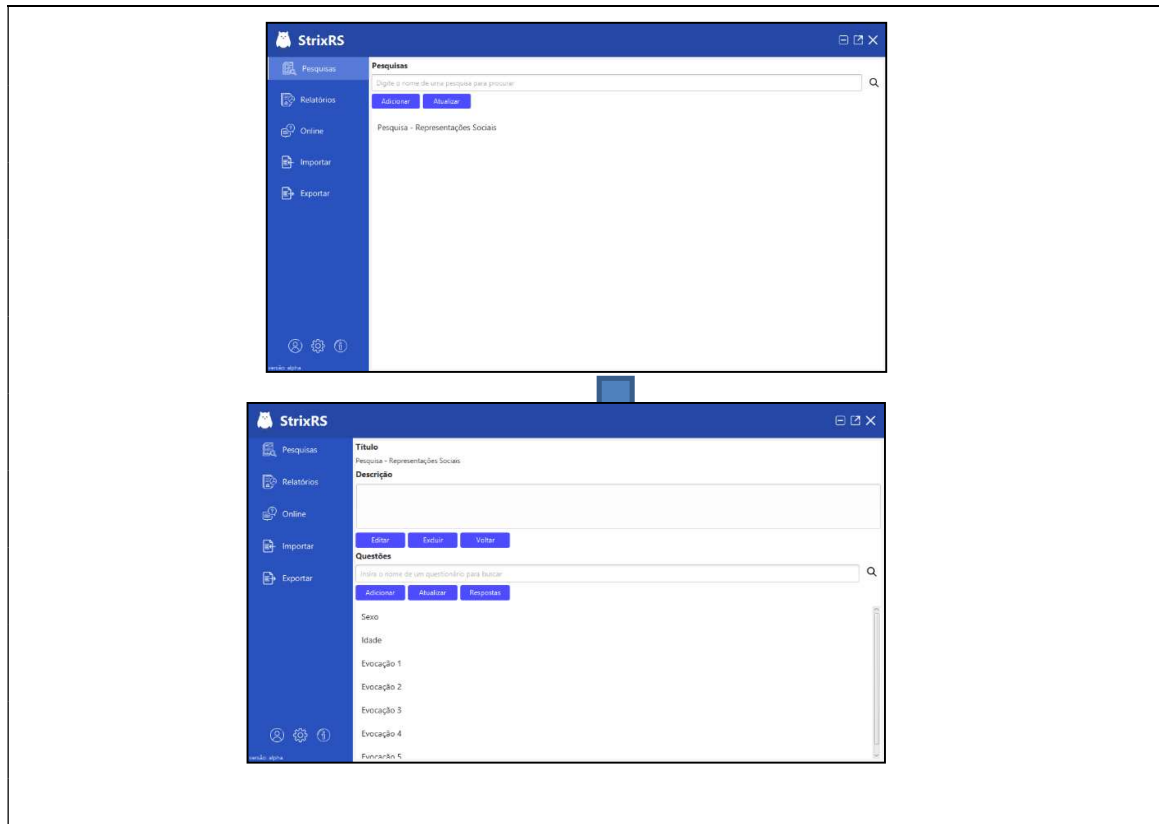 StrixRS
Pesquisas
Relatórios
Online
Importar
Exportar
versão: alpha
Pesquisas
Digite o nome de uma pesquisa para procurar
Adicionar Atualizar
Pesquisa - Representações Sociais
StrixRS
Pesquisas
Relatórios
Online
Importar
Exportar
versão: alpha
Título
Pesquisa - Representações Sociais
Descrição
Editar Excluir Voltar
Questões
Insira o nome de um questionário para buscar
Adicionar Atualizar Respostas
Sexo
Idade
Evocação 1
Evocação 2
Evocação 3
Evocação 4
Evocação 5